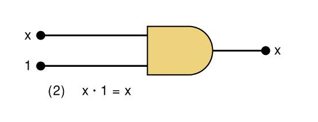 x
x
1
(2) x · 1 = x